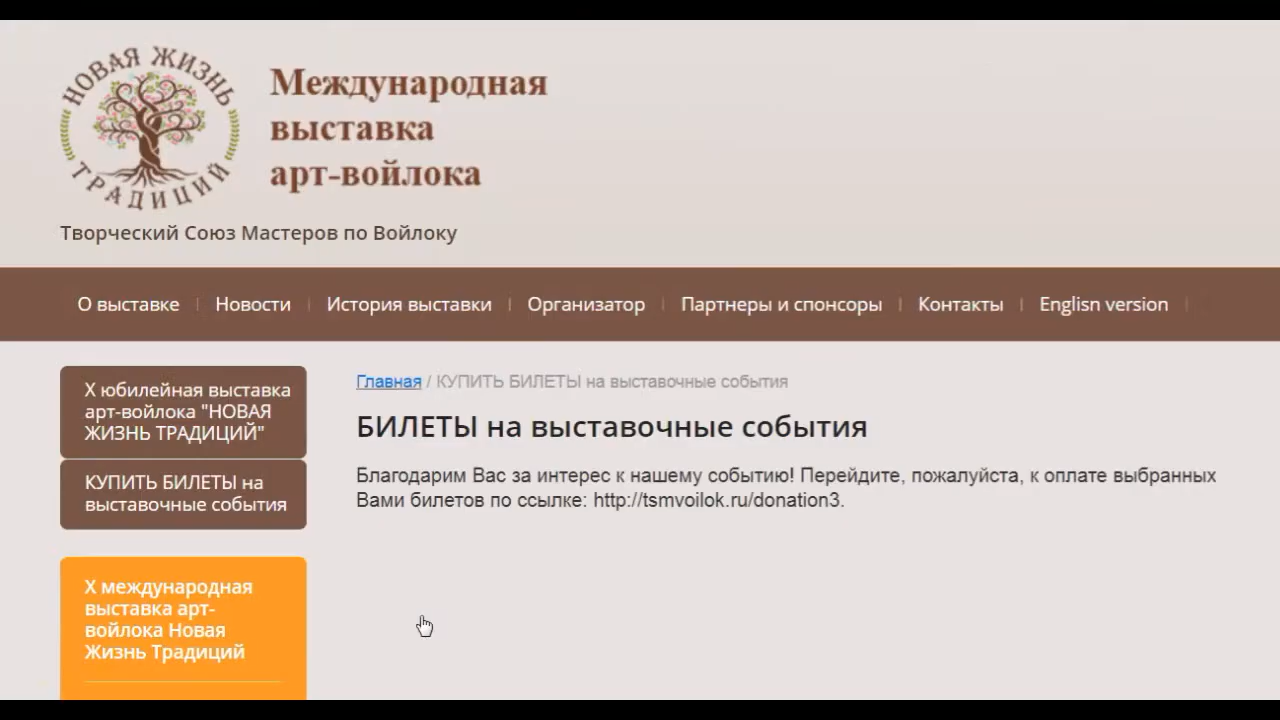 НОВАЯ ЖИЗНЬ
ТРАДИЦИЙ
Международная
выставка
арт-войлока
Творческий Союз Мастеров по Войлоку
О выставке
Новости
История выставки
Организатор
Партнеры и спонсоры
Контакты
Englisn version
X юбилейная выставка
арт-войлока "НОВАЯ
ЖИЗНЬ ТРАДИЦИЙ"
КУПИТЬ БИЛЕТЫ на
выставочные события
X международная
выставка арт-
войлока Новая
Жизнь Традиций
Главная / КУПИТЬ БИЛЕТЫ на выставочные события
БИЛЕТЫ на выставочные события
Благодарим Вас за интерес к нашему событию! Перейдите, пожалуйста, к оплате выбранных
Вами билетов по ссылке: http://tsmvoilok.ru/donation3.